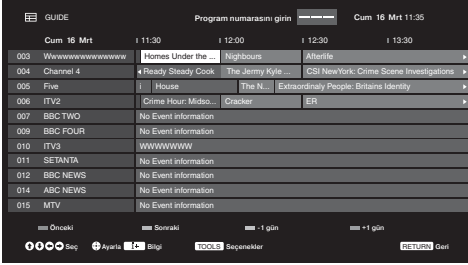 GUIDE Program numarasını girin Cum 16 Mrt 11:35
Cum 16 Mrt 11:30 12:00 12:30 13:30
003 Wwwwwwwwwwwwwww Homes Under the ... Neighbours Afterlife
004 Channel 4 Ready Steady Cook The Jermy Kyle ... CSI NewYork: Crime Scene Investigations
005 Five i House The N... Extraordinaly People: Britains Identity
006 ITV2 Crime Hour: Midso... Cracker ER
007 BBC TWO No Event information
009 BBC FOUR No Event information
010 ITV3 WWWWWWW
011 SETANTA No Event information
012 BBC NEWS No Event information
014 ABC NEWS No Event information
015 MTV No Event information
Önceki Sonraki -1 gün +1 gün
Seç Ayarla i+ Bilgi TOOLS Seçenekler RETURN Geri